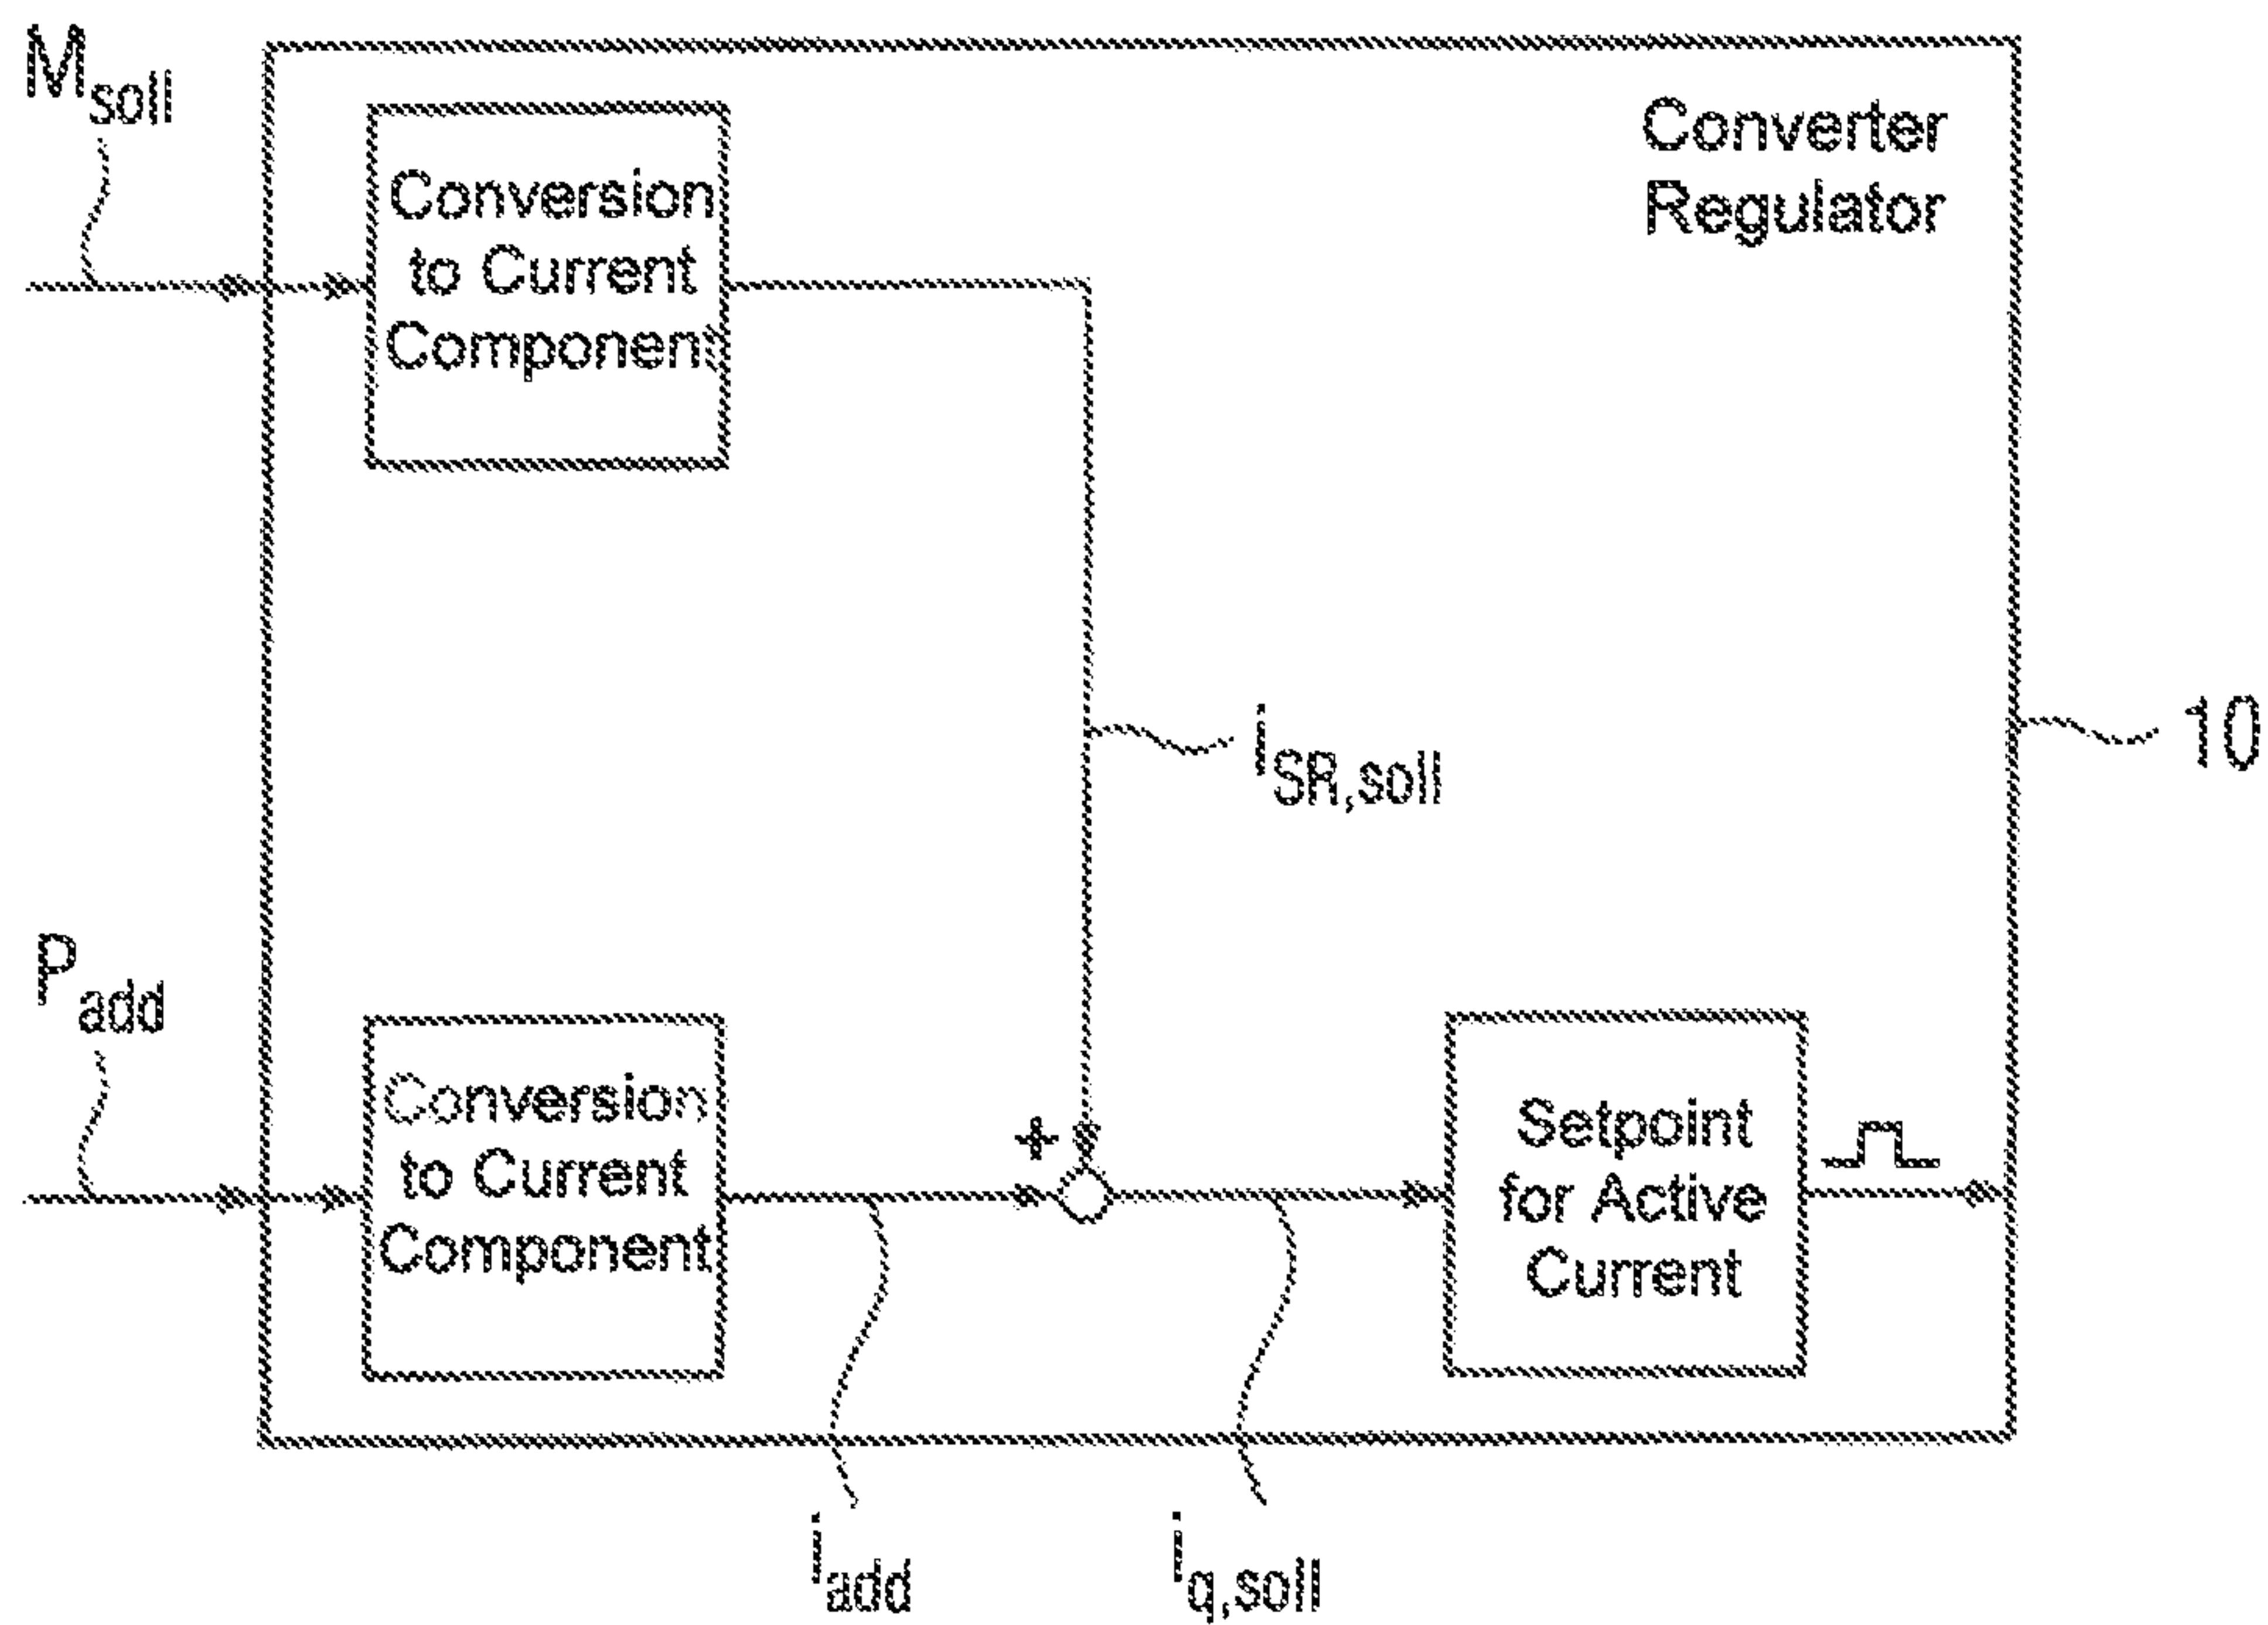 M_soll
Converter
Regulator
Conversion
to Current
Component
i_SR,soll
10
P_add
Conversion
to Current
Component
+
Setpoint
for Active
Current
i_add
i_q,soll